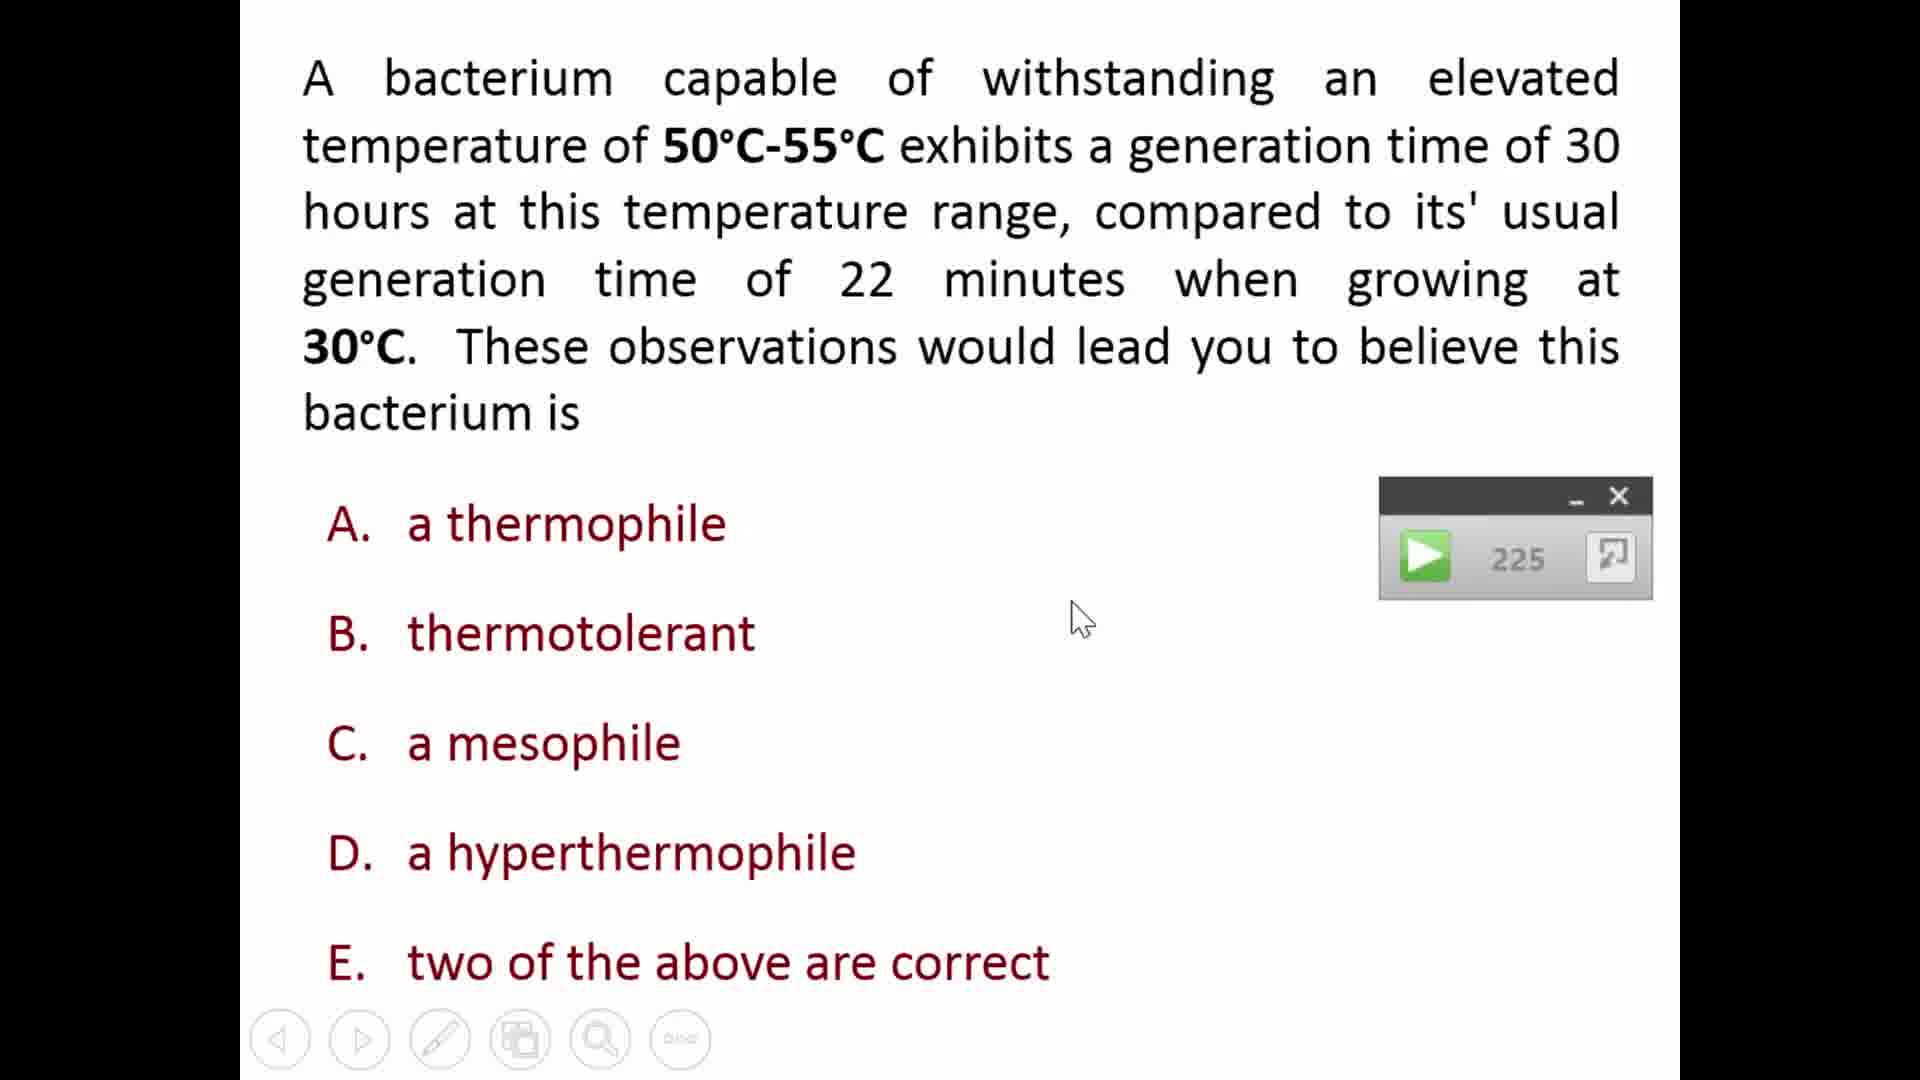 A bacterium capable of withstanding an elevated
temperature of 50°C-55°C exhibits a generation time of 30
hours at this temperature range, compared to its' usual
generation time of 22 minutes when growing at
30°C. These observations would lead you to believe this
bacterium is
A. a thermophile
225
B. thermotolerant
C. a mesophile
D. a hyperthermophile
E. two of the above are correct